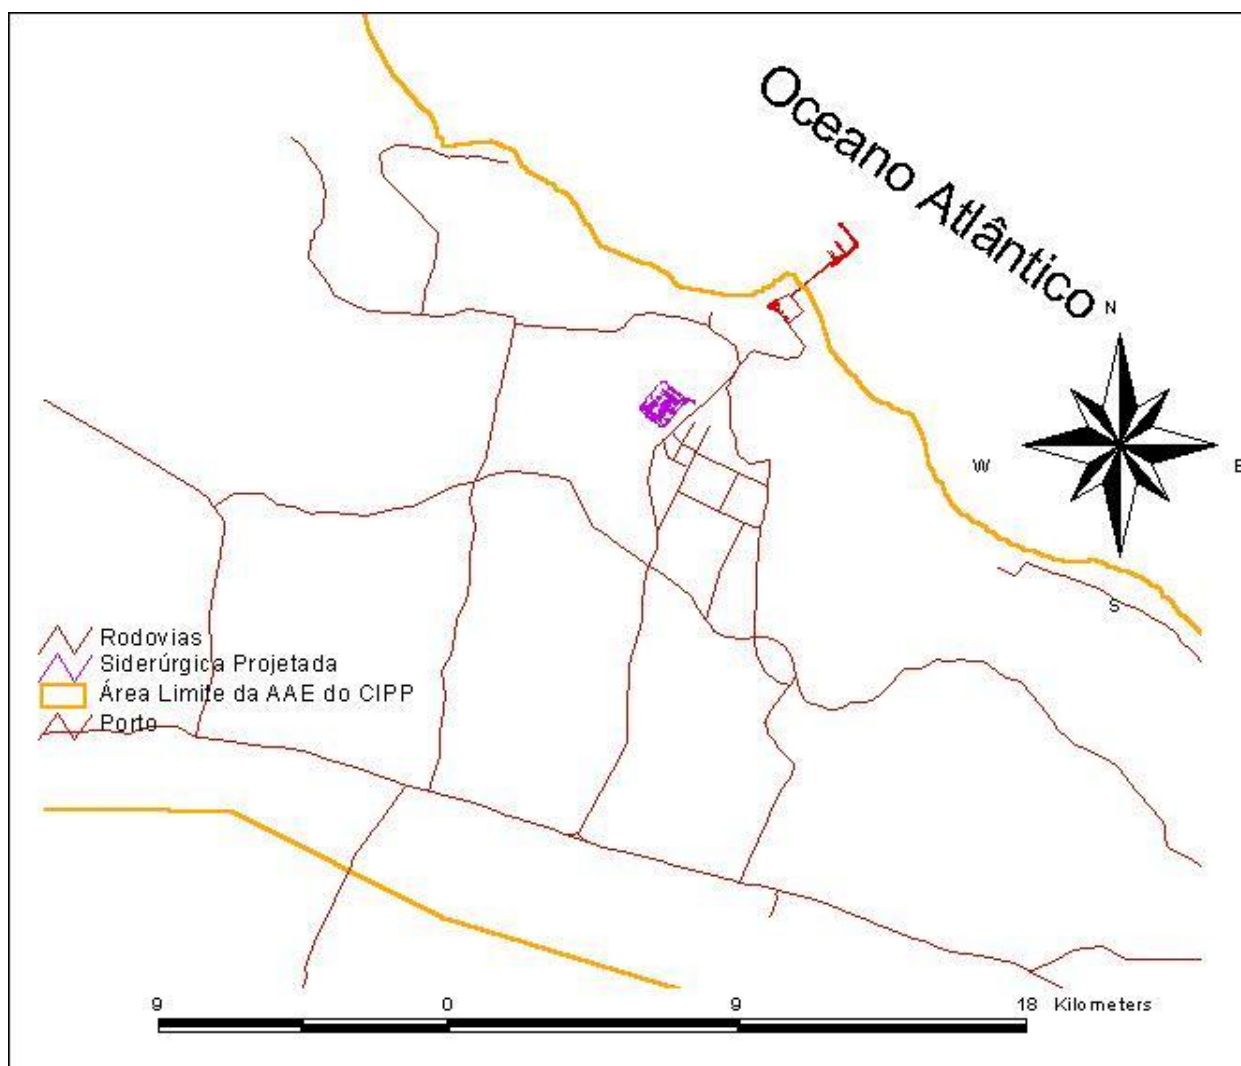 Oceano Atlântico
N
W
E
S
Rodovias
Siderúrgica Projetada
Área Limite da AAE do CIPP
Porto
9 0 9 18 Kilometers